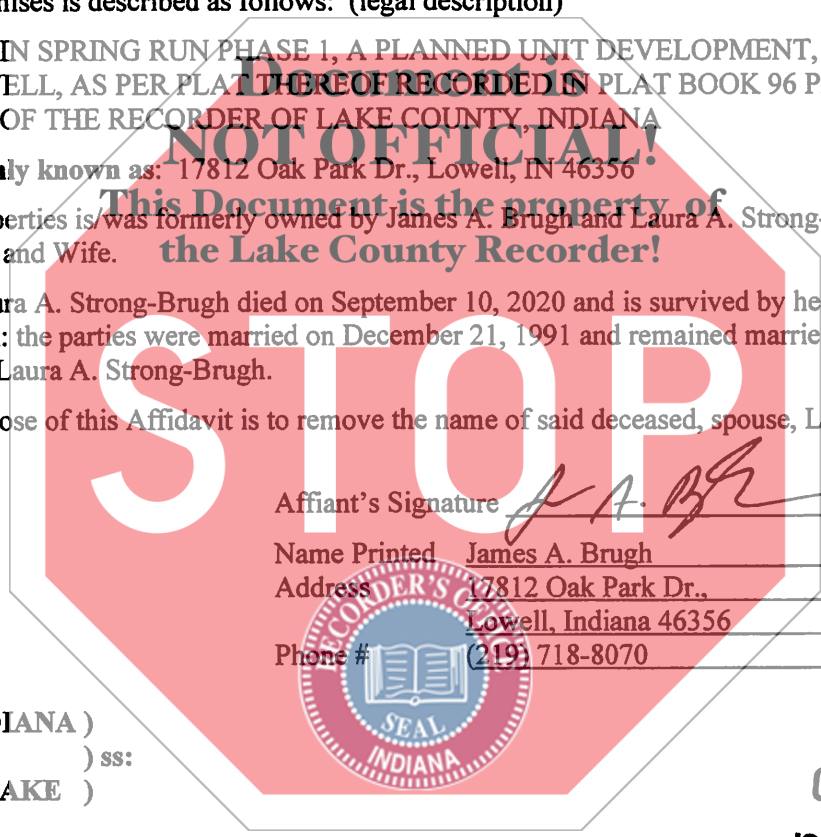 nises is described as follows: (legal description)
IN SPRING RUN PHASE 1, A PLANNED UNIT DEVELOPMENT,
ELL, AS PER PLAT THEREOF RECORDED IN PLAT BOOK 96 P
OF THE RECORDER OF LAKE COUNTY, INDIANA
nly known as: 17812 Oak Park Dr., Lowell, IN 46356
perties is/was formerly owned by James A. Brugh and Laura A. Strong-
and Wife.
ura A. Strong-Brugh died on September 10, 2020 and is survived by he
: the parties were married on December 21, 1991 and remained marrie
Laura A. Strong-Brugh.
ose of this Affidavit is to remove the name of said deceased, spouse, L
Document is
NOT OFFICIAL!
This Document is the property of
the Lake County Recorder!
STOP
Affiant's Signature J A. B
Name Printed James A. Brugh
Address 17812 Oak Park Dr.,
Lowell, Indiana 46356
Phone # (219) 718-8070
RECORDER'S OFFICE
SEAL
INDIANA
DIANA )
) ss:
AKE )